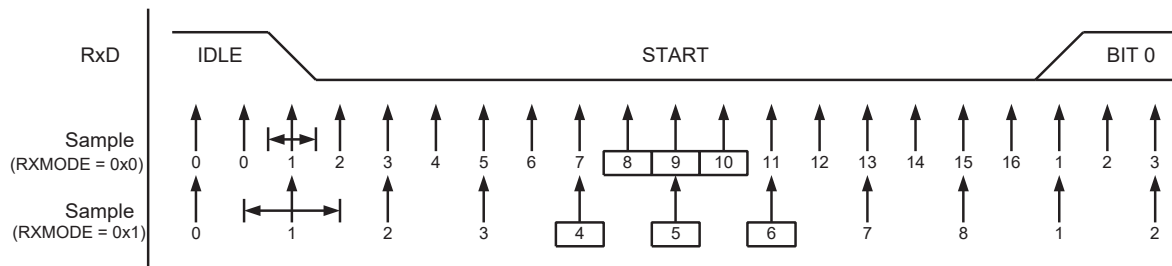 RxD IDLE START BIT 0
Sample
(RXMODE = 0x0) 0 0 1 2 3 4 5 6 7 8 9 10 11 12 13 14 15 16 1 2 3
Sample
(RXMODE = 0x1) 0 1 2 3 4 5 6 7 8 1 2